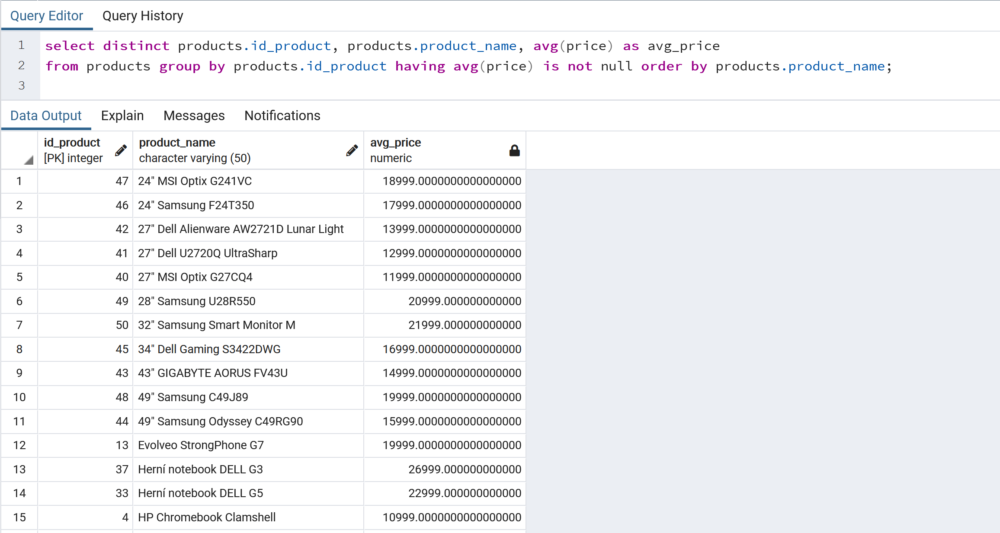 Query Editor Query History
1 select distinct products.id_product, products.product_name, avg(price) as avg_price
2 from products group by products.id_product having avg(price) is not null order by products.product_name;
3
Data Output Explain Messages Notifications
id_product product_name avg_price
[PK] integer character varying (50) numeric
1 47 24" MSI Optix G241VC 18999.0000000000000000
2 46 24" Samsung F24T350 17999.0000000000000000
3 42 27" Dell Alienware AW2721D Lunar Light 13999.0000000000000000
4 41 27" Dell U2720Q UltraSharp 12999.0000000000000000
5 40 27" MSI Optix G27CQ4 11999.0000000000000000
6 49 28" Samsung U28R550 20999.000000000000
7 50 32" Samsung Smart Monitor M 21999.000000000000
8 45 34" Dell Gaming S3422DWG 16999.0000000000000000
9 43 43" GIGABYTE AORUS FV43U 14999.0000000000000000
10 48 49" Samsung C49J89 19999.0000000000000000
11 44 49" Samsung Odyssey C49RG90 15999.0000000000000000
12 13 Evolveo StrongPhone G7 19999.0000000000000000
13 37 Herní notebook DELL G3 26999.000000000000
14 33 Herní notebook DELL G5 22999.000000000000
15 4 HP Chromebook Clamshell 10999.0000000000000000